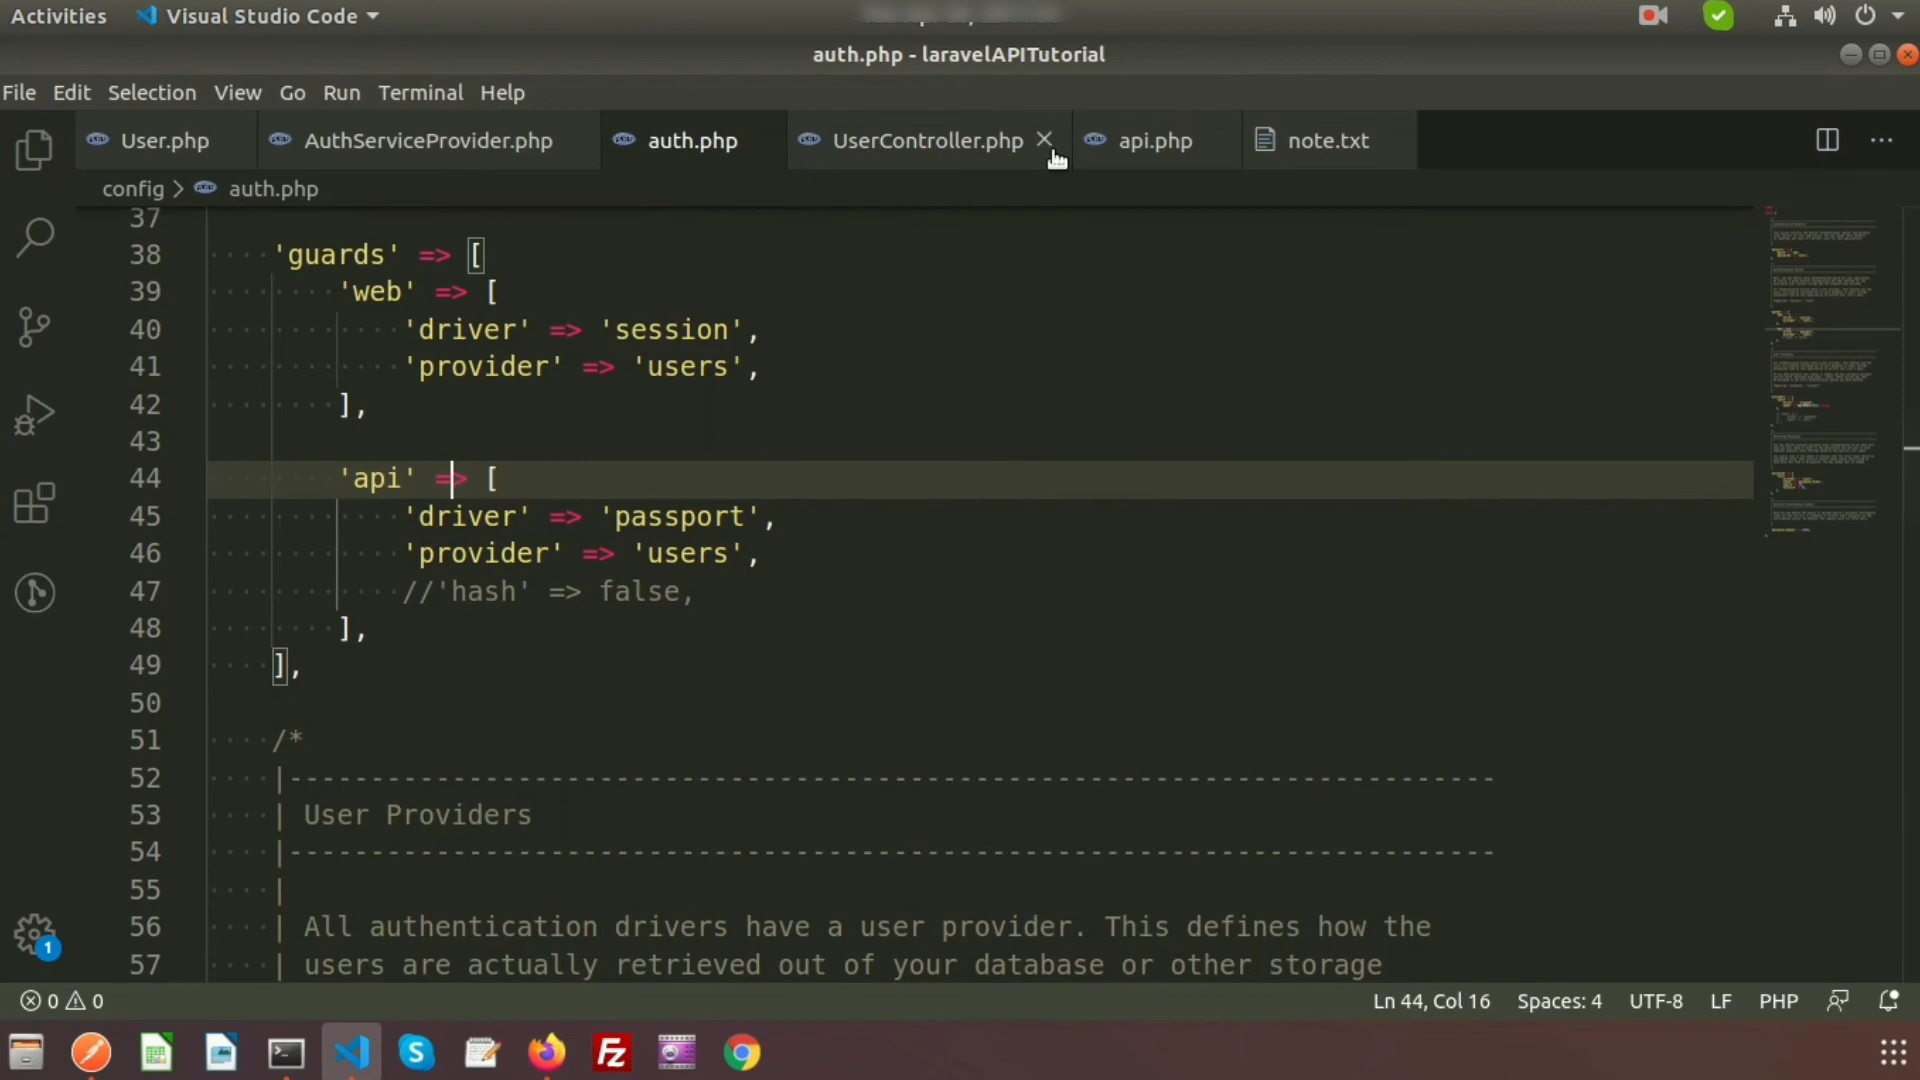 Activities Visual Studio Code
auth.php - laravelAPITutorial
File Edit Selection View Go Run Terminal Help
User.php AuthServiceProvider.php auth.php UserController.php api.php note.txt
config > auth.php
37
38 'guards' => [
39 'web' => [
40 'driver' => 'session',
41 'provider' => 'users',
42 ],
43
44 'api' => [
45 'driver' => 'passport',
46 'provider' => 'users',
47 //'hash' => false,
48 ],
49 ],
50
51 /*
52 |--------------------------------------------------------------------------
53 | User Providers
54 |--------------------------------------------------------------------------
55 |
56 | All authentication drivers have a user provider. This defines how the
57 | users are actually retrieved out of your database or other storage
1
0 0 Ln 44, Col 16 Spaces: 4 UTF-8 LF PHP